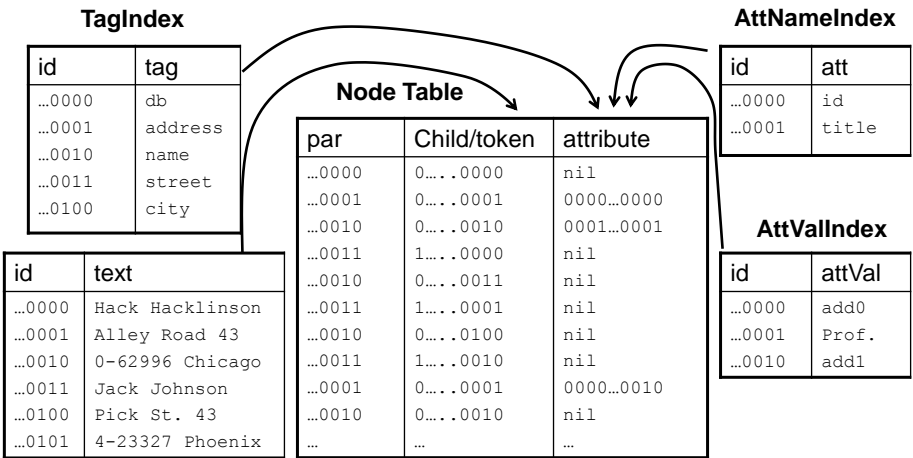 TagIndex
id tag
…0000 db
…0001 address
…0010 name
…0011 street
…0100 city
id text
…0000 Hack Hacklinson
…0001 Alley Road 43
…0010 0-62996 Chicago
…0011 Jack Johnson
…0100 Pick St. 43
…0101 4-23327 Phoenix
Node Table
par Child/token attribute
…0000 0…..0000 nil
…0001 0…..0001 0000…0000
…0010 0…..0010 0001…0001
…0011 1…..0000 nil
…0010 0…..0011 nil
…0011 1…..0001 nil
…0010 0…..0100 nil
…0011 1…..0010 nil
…0001 0…..0001 0000…0010
…0010 0…..0010 nil
… … …
AttNameIndex
id att
…0000 id
…0001 title
AttValIndex
id attVal
…0000 add0
…0001 Prof.
…0010 add1